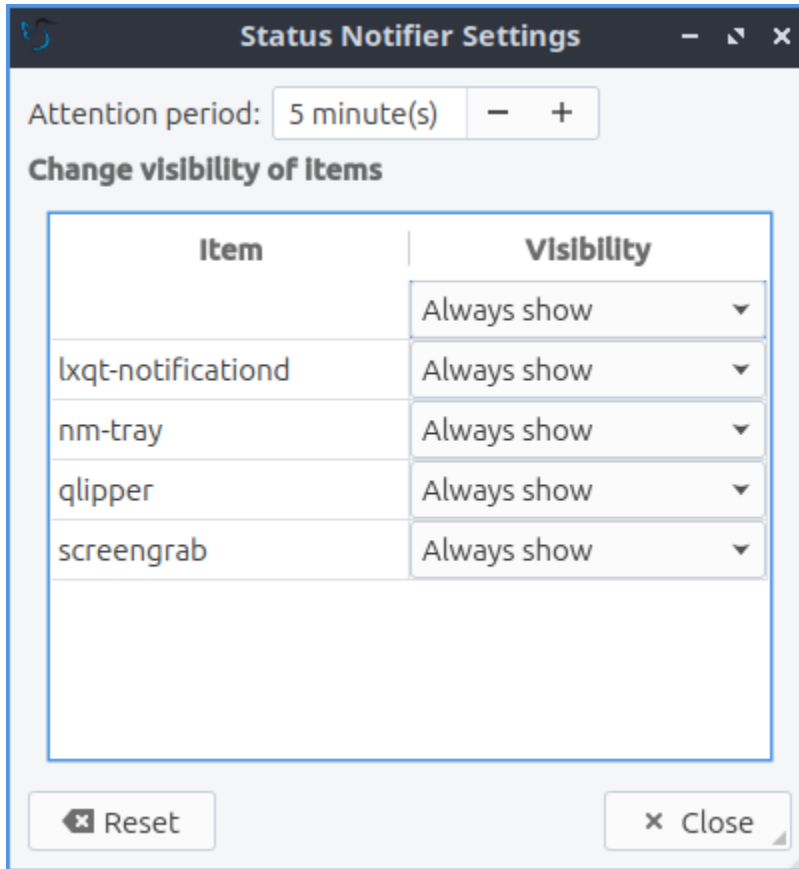 Status Notifier Settings
Attention period: 5 minute(s)
Change visibility of items
Item Visibility
Always show
lxqt-notificationd Always show
nm-tray Always show
qlipper Always show
screengrab Always show
Reset Close